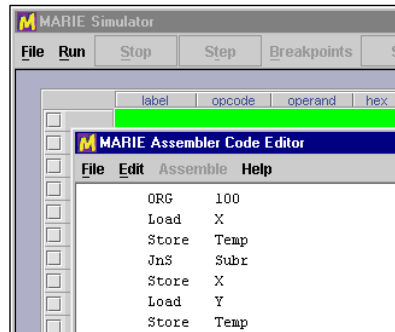 MARIE Simulator
File Run Stop Step Breakpoints
label opcode operand hex
MARIE Assembler Code Editor
File Edit Assemble Help
ORG 100
Load X
Store Temp
JnS Subr
Store X
Load Y
Store Temp